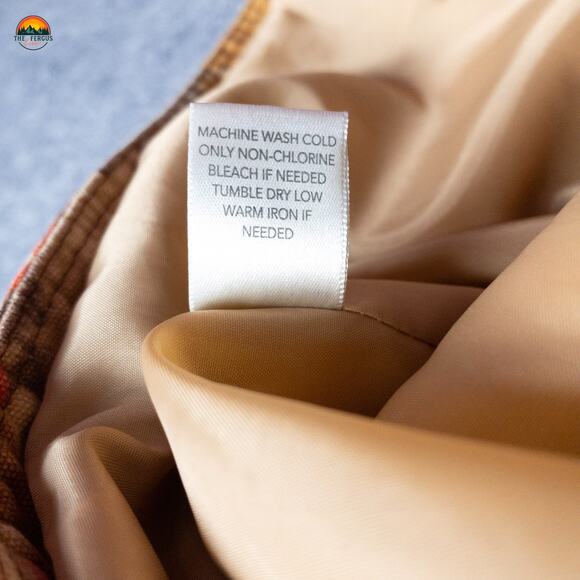 THE FERGUS
MACHINE WASH COLD
ONLY NON-CHLORINE
BLEACH IF NEEDED
TUMBLE DRY LOW
WARM IRON IF
NEEDED